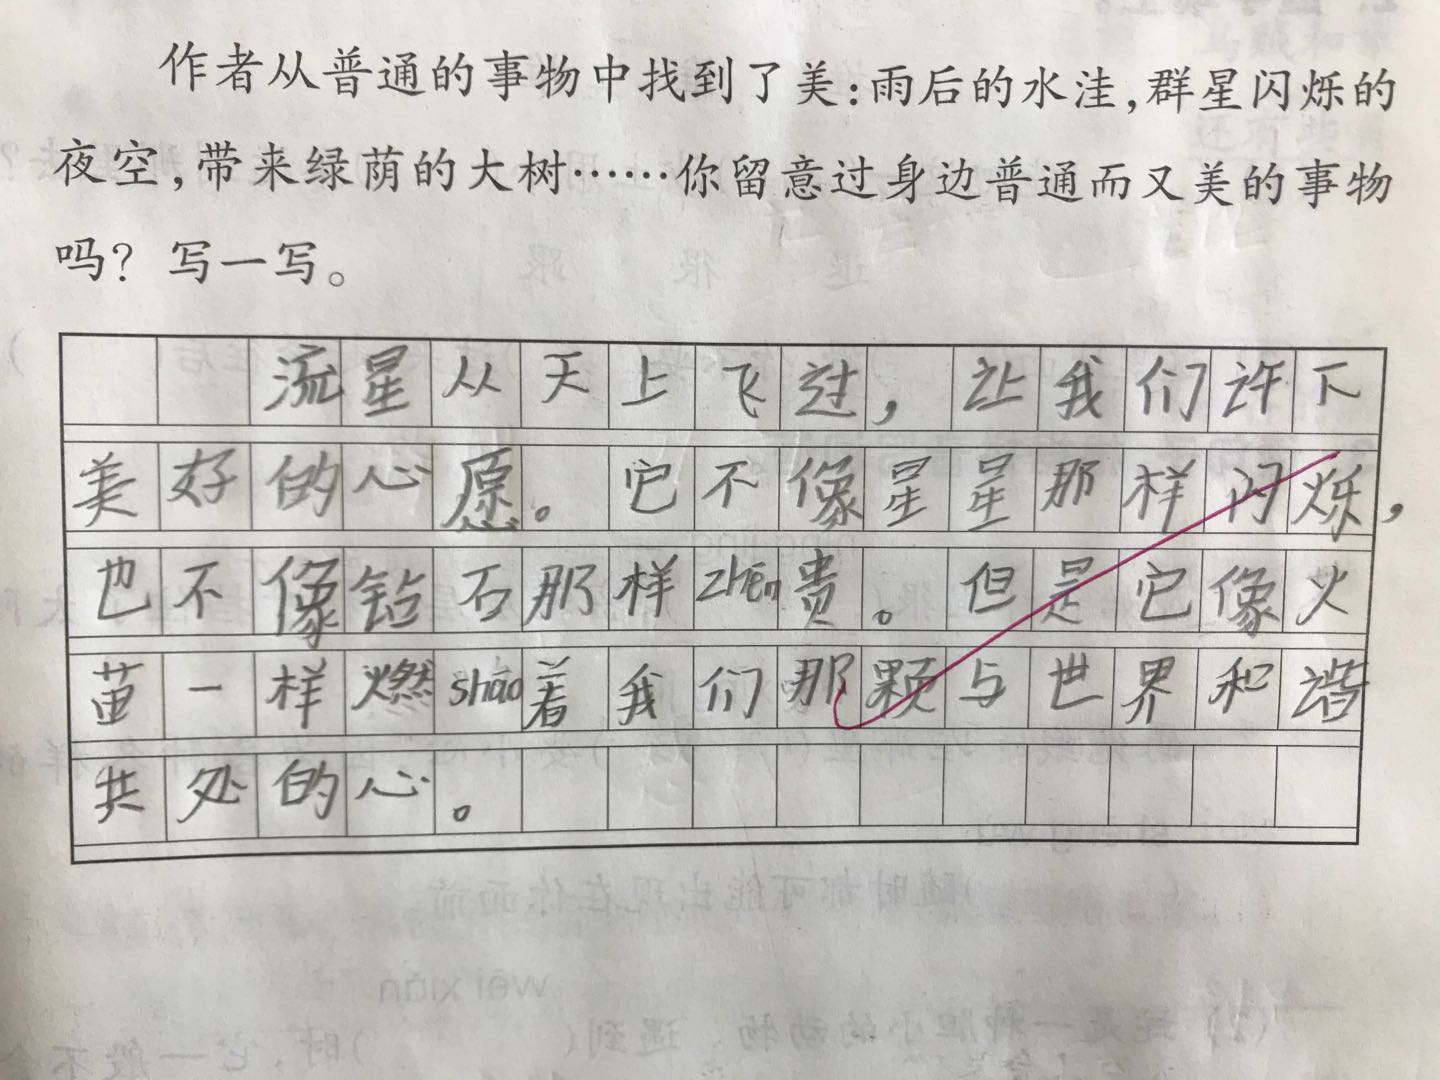 作者从普通的事物中找到了美:雨后的水洼,群星闪烁的
夜空,带来绿荫的大树……你留意过身边普通而又美的事物
吗? 写一写。
流星从天上飞过，让我们许下
美好的心愿。它不像星星那样闪烁，
也不像钻石那样zhēn贵。但是它像火
苗一样燃shāo着我们那颗与世界和谐
共处的心。